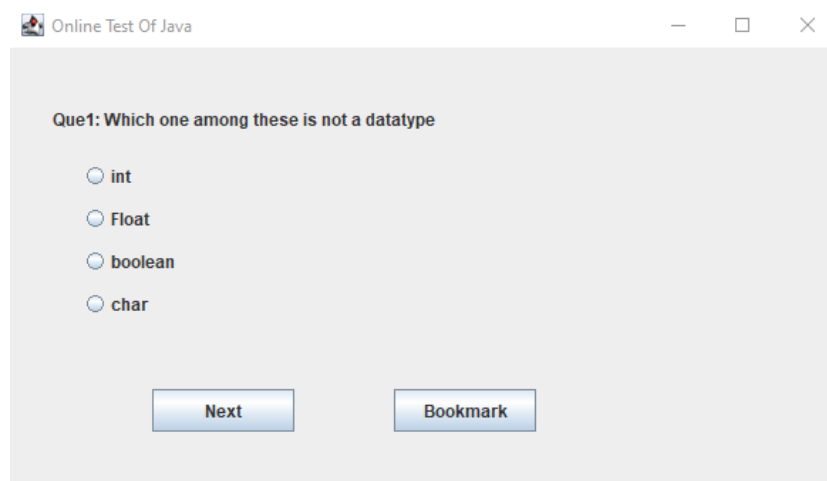 Online Test Of Java
Que1: Which one among these is not a datatype
int
Float
boolean
char
Next
Bookmark